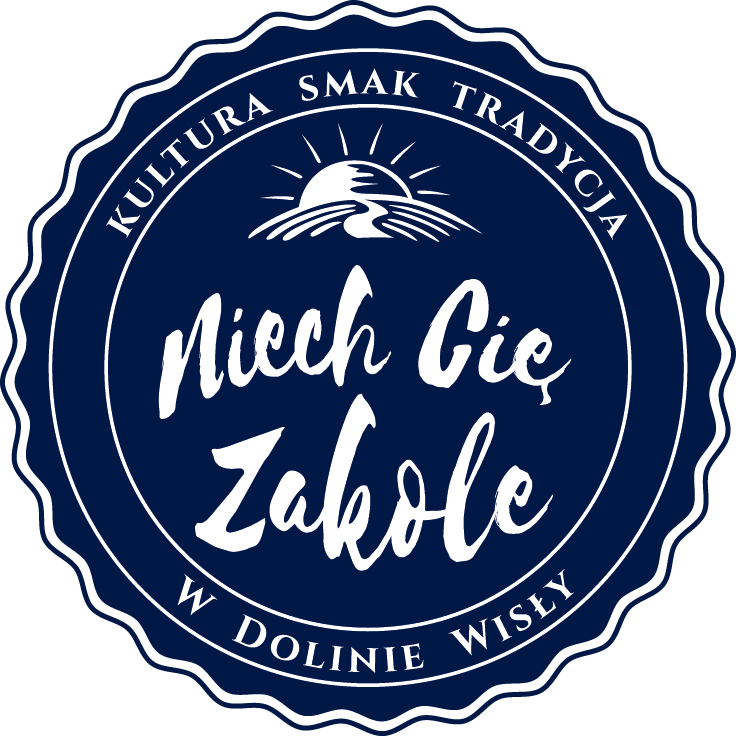 KULTURA SMAK TRADYCJA
Niech Cię
Zakole
W DOLINIE WISŁY